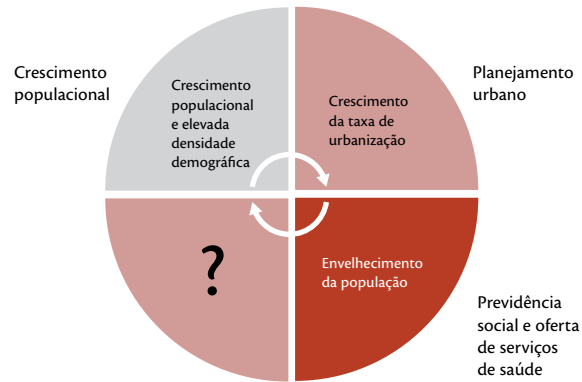 Crescimento
populacional
Crescimento
populacional
e elevada
densidade
demográfica
Crescimento
da taxa de
urbanização
Planejamento
urbano
?
Envelhecimento
da população
Previdência
social e oferta
de serviços
de saúde